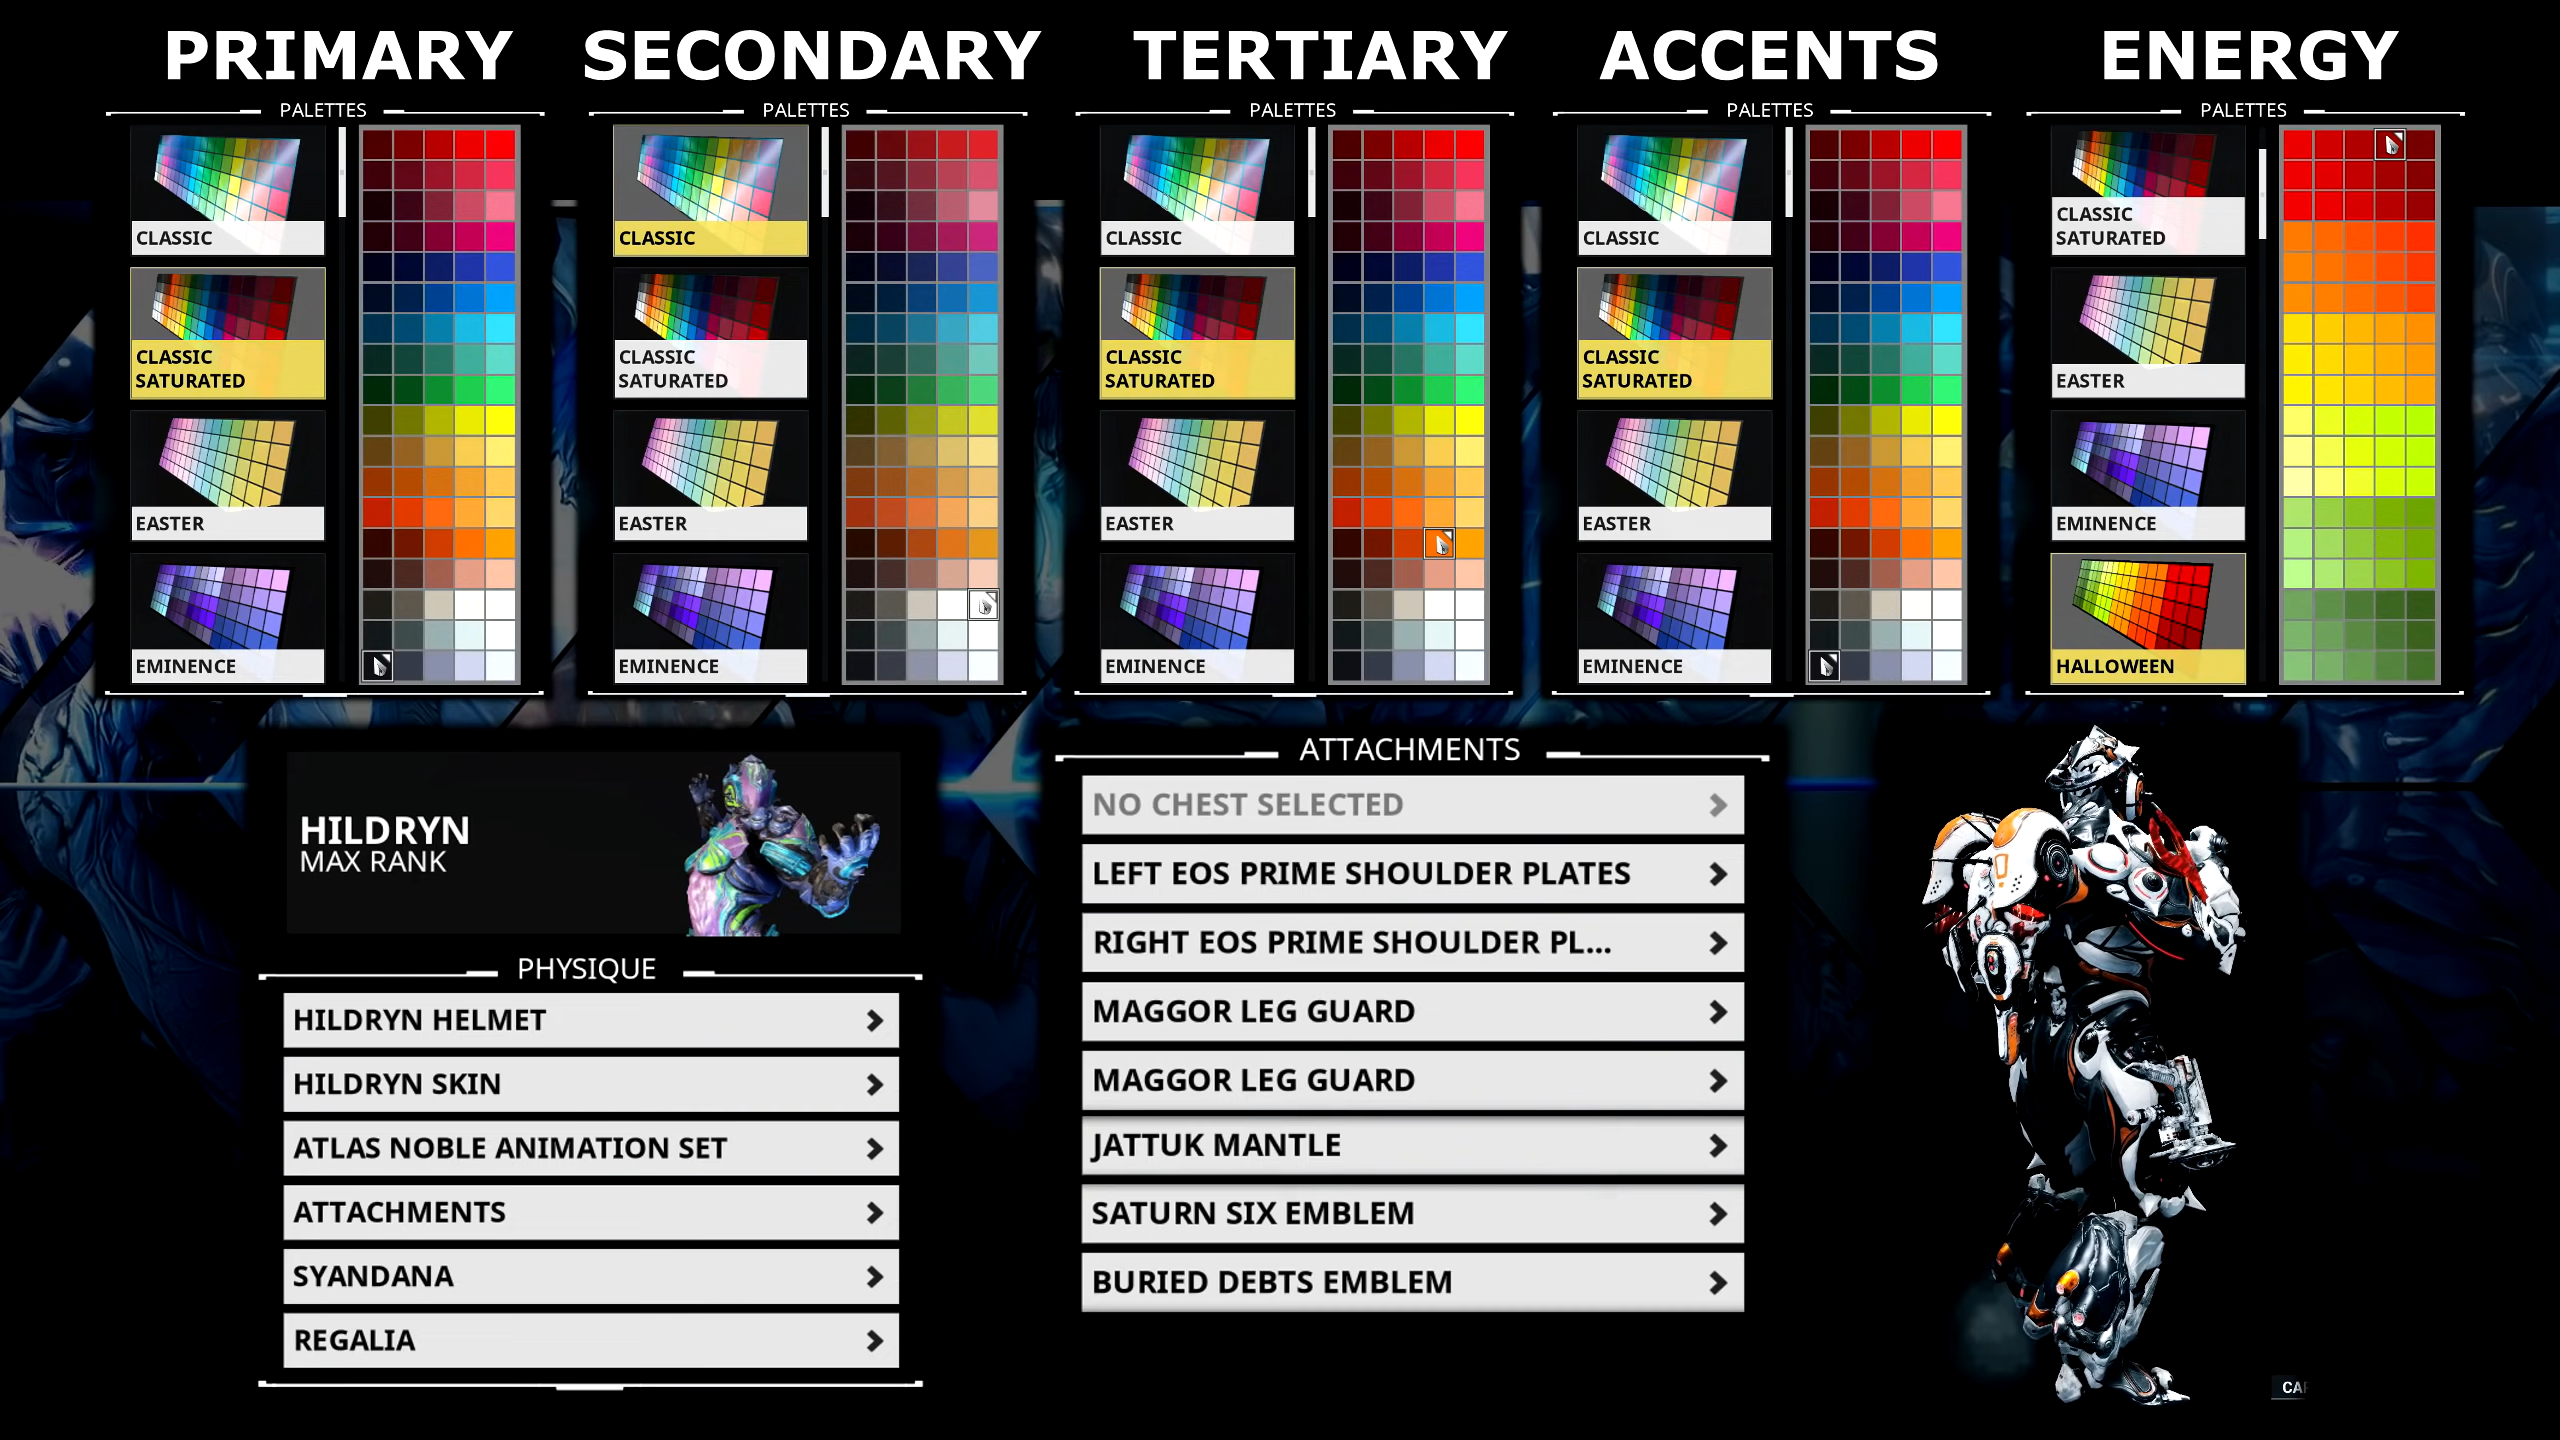 PRIMARY
PALETTES
CLASSIC
CLASSIC
SATURATED
EASTER
EMINENCE
SECONDARY
PALETTES
CLASSIC
CLASSIC
SATURATED
EASTER
EMINENCE
TERTIARY
PALETTES
CLASSIC
CLASSIC
SATURATED
EASTER
EMINENCE
ACCENTS
PALETTES
CLASSIC
CLASSIC
SATURATED
EASTER
EMINENCE
ENERGY
PALETTES
CLASSIC
SATURATED
EASTER
EMINENCE
HALLOWEEN
HILDRYN
MAX RANK
PHYSIQUE
HILDRYN HELMET
HILDRYN SKIN
ATLAS NOBLE ANIMATION SET
ATTACHMENTS
SYANDANA
REGALIA
ATTACHMENTS
NO CHEST SELECTED
LEFT EOS PRIME SHOULDER PLATES
RIGHT EOS PRIME SHOULDER PL...
MAGGOR LEG GUARD
MAGGOR LEG GUARD
JATTUK MANTLE
SATURN SIX EMBLEM
BURIED DEBTS EMBLEM